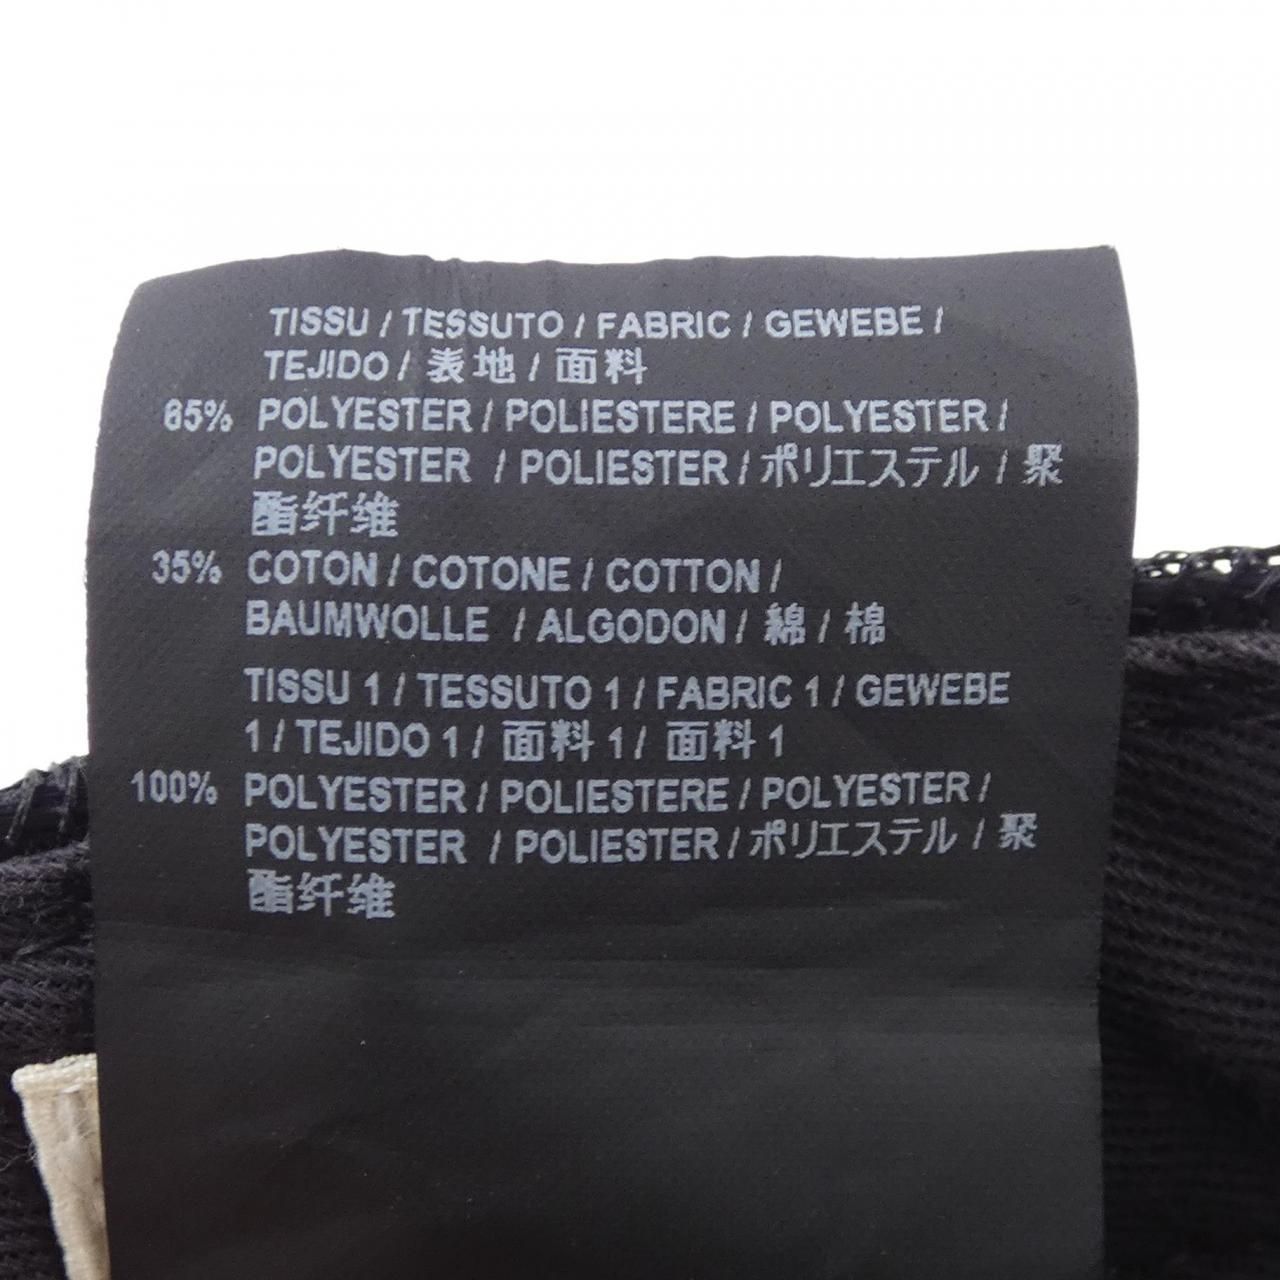 TISSU / TESSUTO / FABRIC / GEWEBE /
TEJIDO / 表地 / 面料
65% POLYESTER / POLIESTERE / POLYESTER /
POLYESTER / POLIESTER / ポリエステル / 聚
酯纤维
35% COTON / COTONE / COTTON /
BAUMWOLLE / ALGODON / 綿 / 棉
TISSU 1 / TESSUTO 1 / FABRIC 1 / GEWEBE
1 / TEJIDO 1 / 面料 1 / 面料 1
100% POLYESTER / POLIESTERE / POLYESTER /
POLYESTER / POLIESTER / ポリエステル / 聚
酯纤维